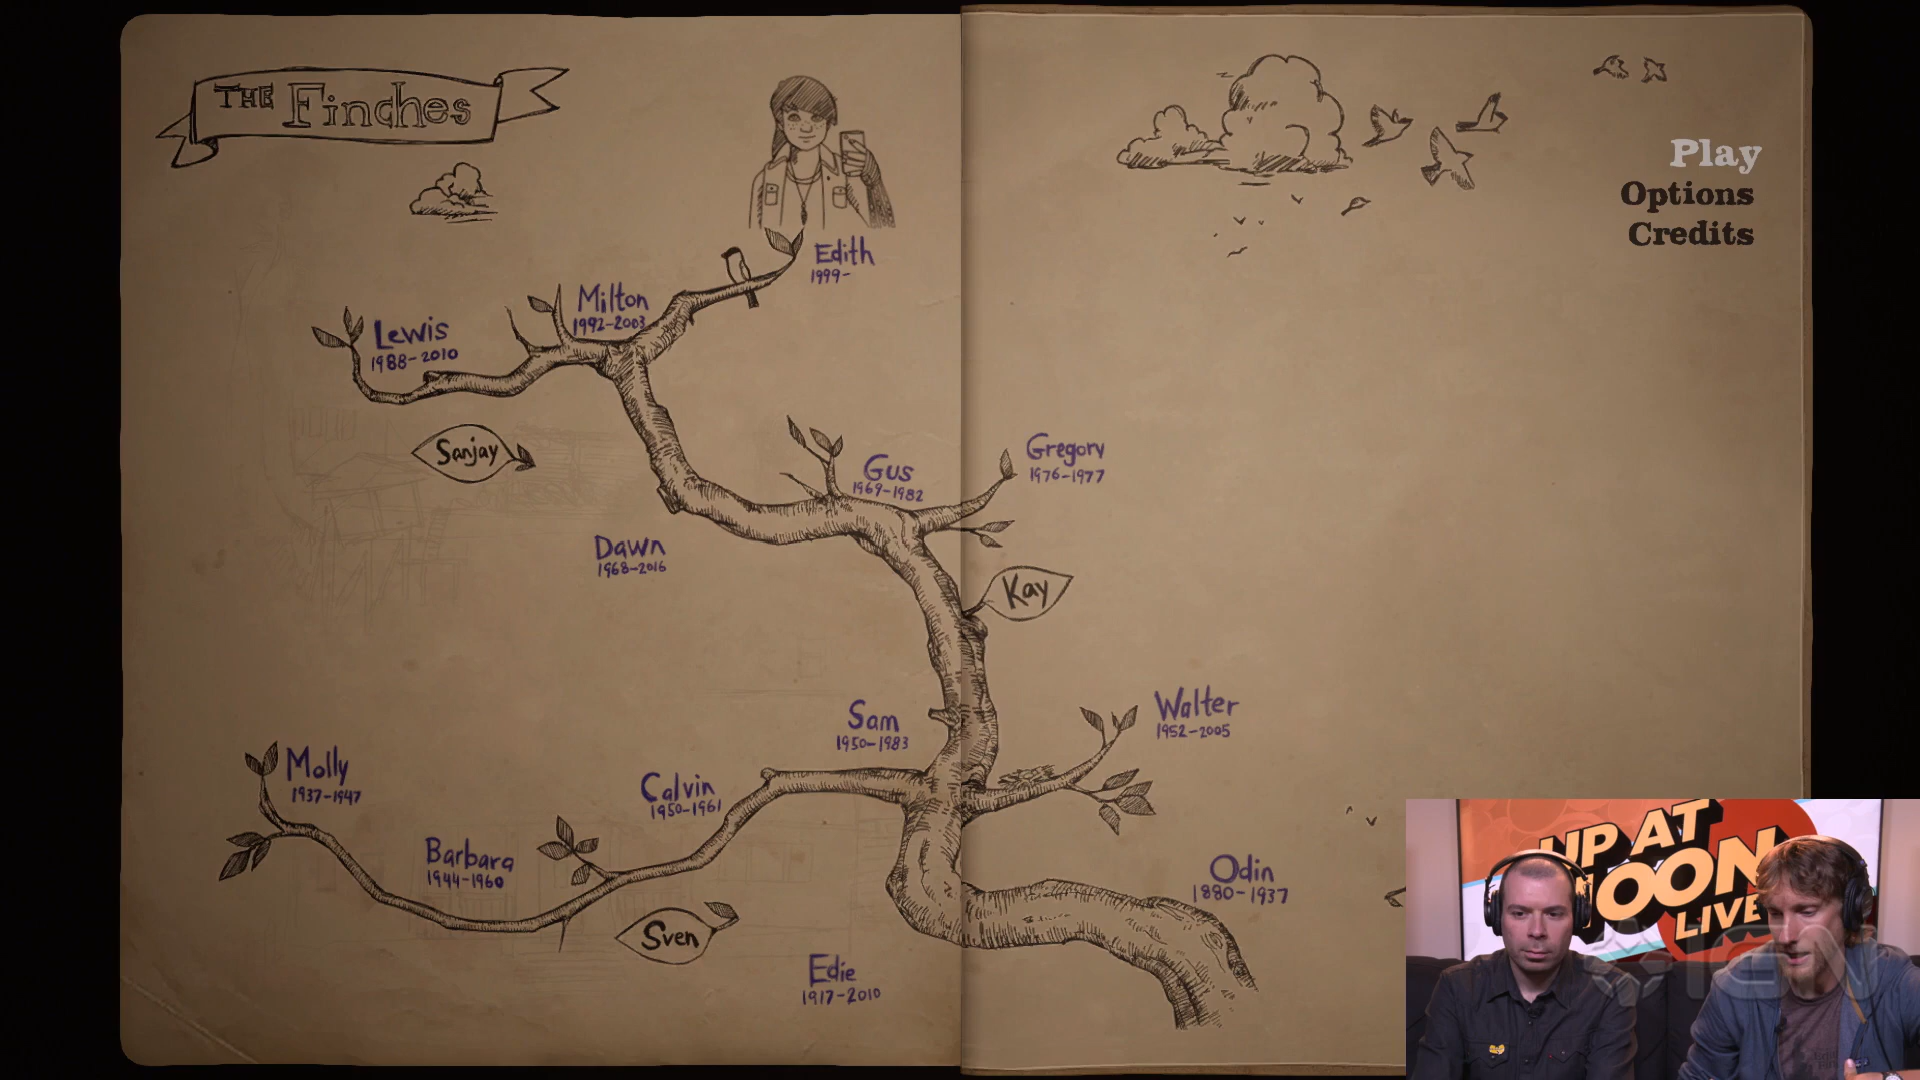 THE Finches
Play
Options
Credits
Edith
1999-
Milton
1992-2003
Lewis
1988-2010
Sanjay
Gus
1969-1982
Gregory
1976-1977
Dawn
1968-2016
Kay
Sam
1950-1983
Walter
1952-2005
Molly
1937-1947
Calvin
1950-1961
Barbara
1944-1960
Sven
Odin
1880-1937
Edie
1917-2010
UP AT
NOON
LIVE
IGN